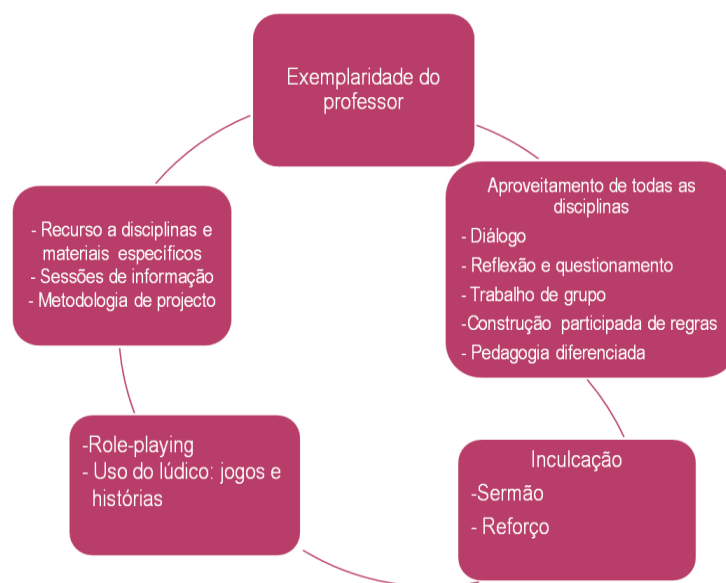 Exemplaridade do
professor
Aproveitamento de todas as
disciplinas
- Diálogo
- Reflexão e questionamento
- Trabalho de grupo
-Construção participada de regras
- Pedagogia diferenciada
Inculcação
-Sermão
- Reforço
-Role-playing
- Uso do lúdico: jogos e
histórias
- Recurso a disciplinas e
materiais específicos
- Sessões de informação
- Metodologia de projecto